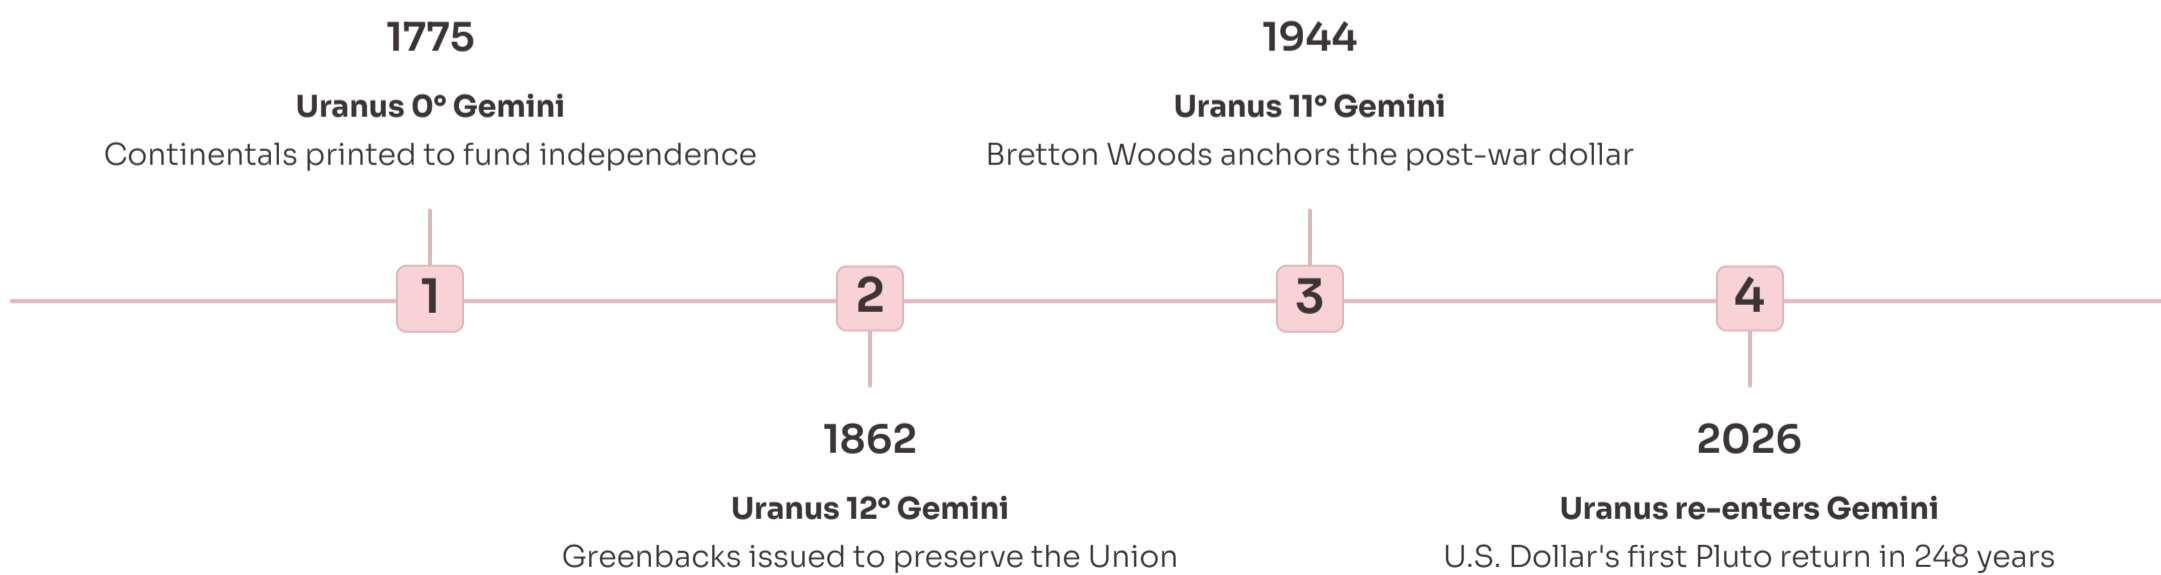 1775
Uranus 0° Gemini
Continentals printed to fund independence
1944
Uranus 11° Gemini
Bretton Woods anchors the post-war dollar
1
2
3
4
1862
Uranus 12° Gemini
Greenbacks issued to preserve the Union
2026
Uranus re-enters Gemini
U.S. Dollar's first Pluto return in 248 years